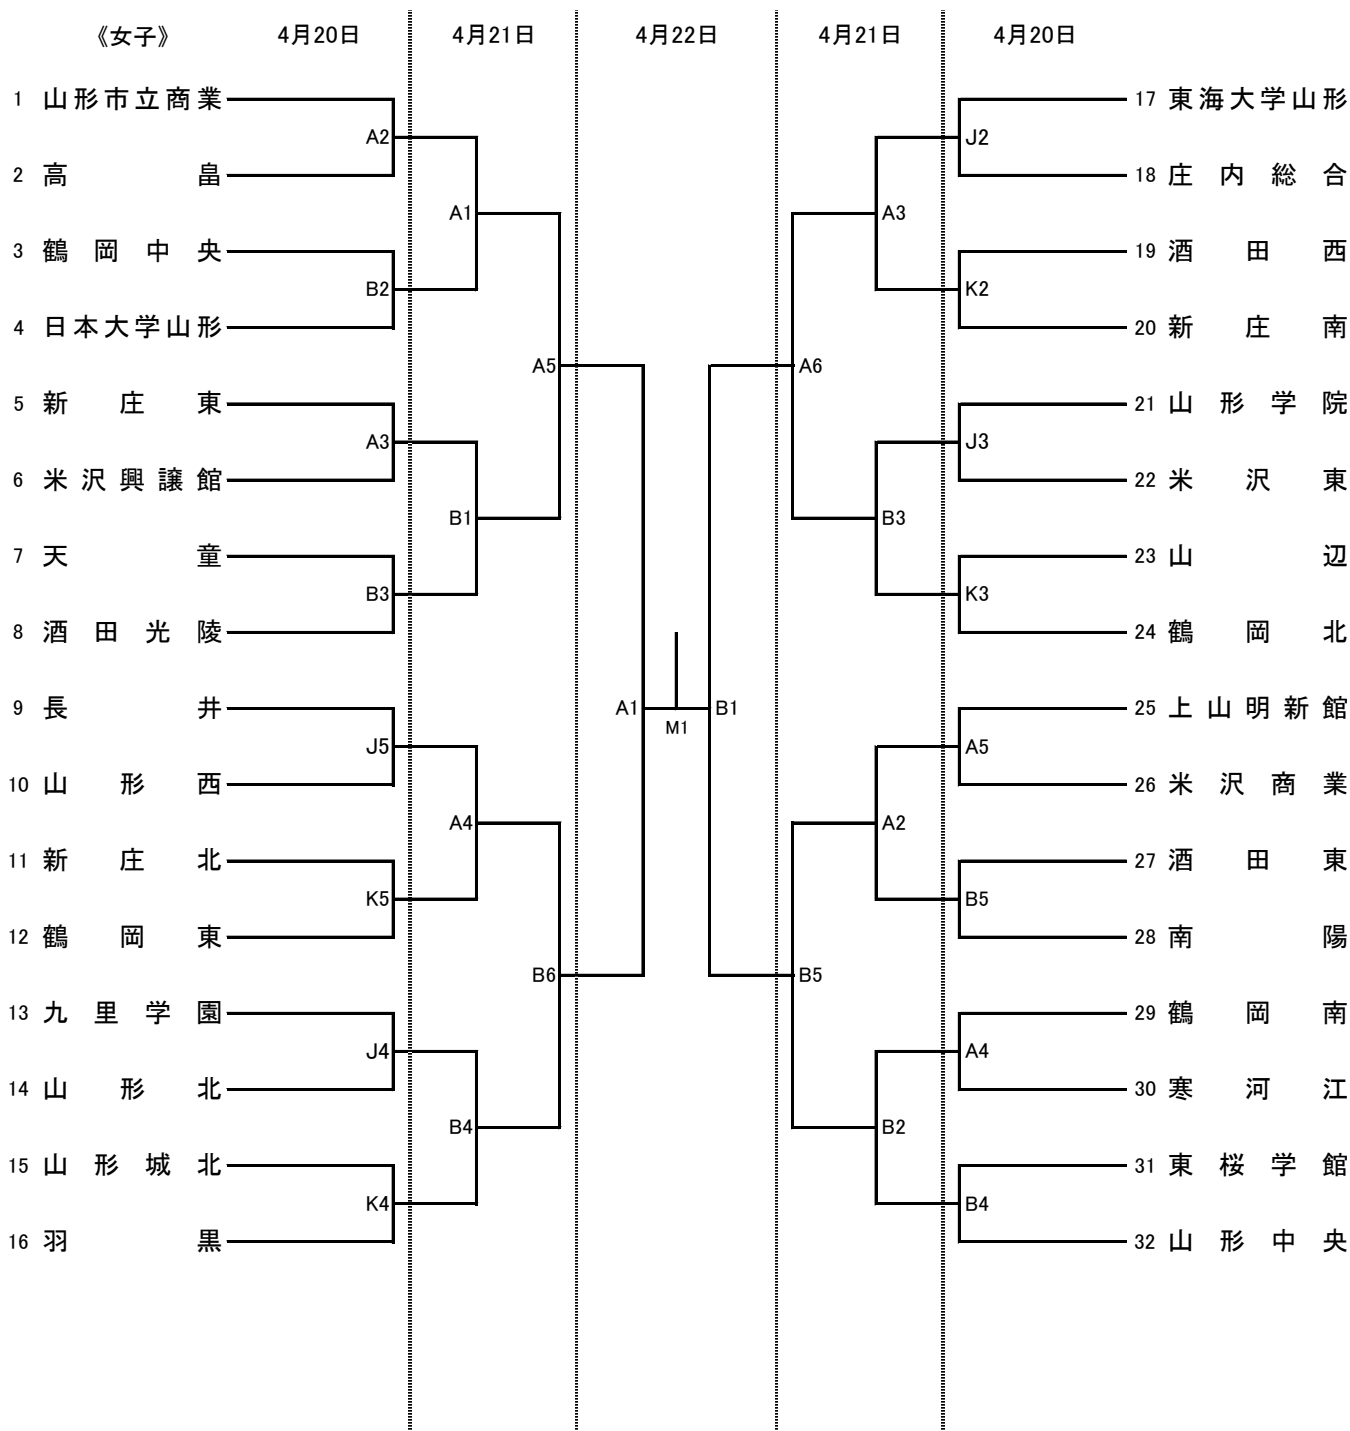 《女子》 4月20日 4月21日 4月22日 4月21日 4月20日
1 山形市立商業 17 東海大学山形
A2 J2
2 高畠 18 庄内総合
A1 A3
3 鶴岡中央 19 酒田西
B2 K2
4 日本大学山形 20 新庄南
A5 A6
5 新庄東 21 山形学院
A3 J3
6 米沢興譲館 22 米沢東
B1 B3
7 天童 23 山辺
B3 K3
8 酒田光陵 24 鶴岡北
9 長井 A1 B1 25 上山明新館
M1
J5 A5
10 山形西 26 米沢商業
A4 A2
11 新庄北 27 酒田東
K5 B5
12 鶴岡東 28 南陽
B6 B5
13 九里学園 29 鶴岡南
J4 A4
14 山形北 30 寒河江
B4 B2
15 山形城北 31 東桜学館
K4 B4
16 羽黒 32 山形中央